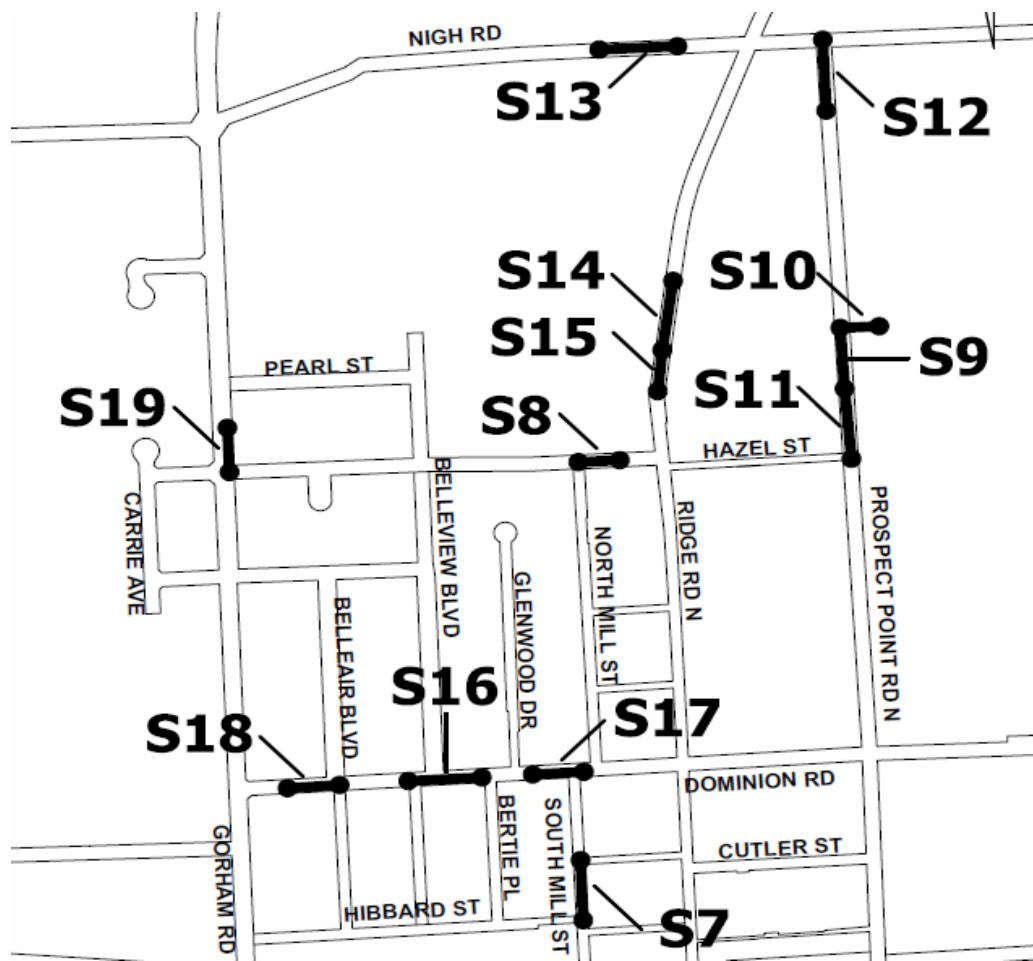 NIGH RD
S13
S12
S14
S10
S15
S9
PEARL ST
S11
S19
S8
HAZEL ST
CARRIE AVE
BELLEVIEW BLVD
NORTH MILL ST
RIDGE RD N
PROSPECT POINT RD N
GLENWOOD DR
BELLEAIR BLVD
S16
S17
S18
DOMINION RD
GORHAM RD
BERTIE PL
SOUTH MILL ST
CUTLER ST
HIBBARD ST
S7